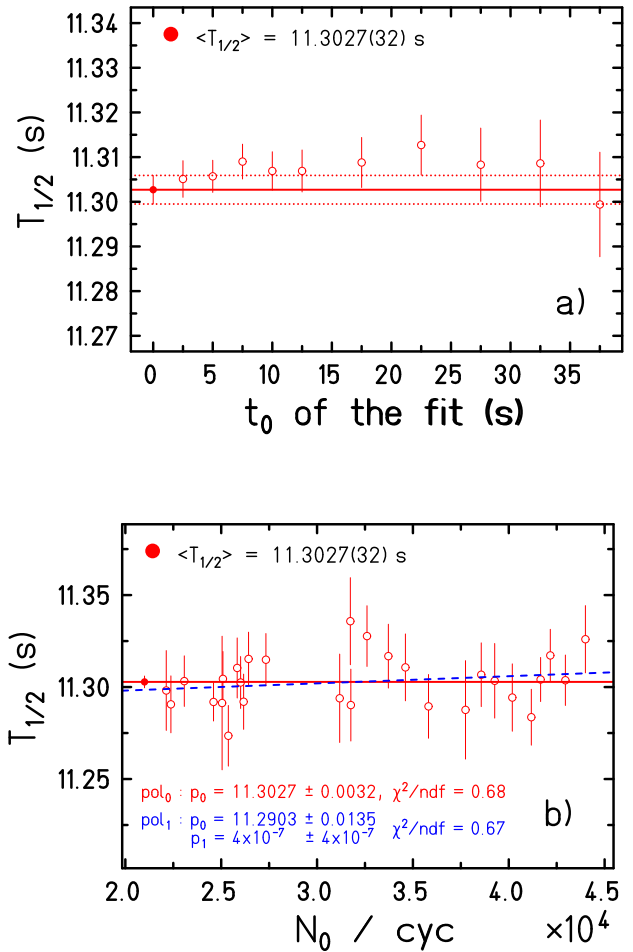 11.34
<T1/2> = 11.3027(32) s
11.33
11.32
11.31
11.30
11.29
11.28
11.27
T1/2 (s)
a)
0 5 10 15 20 25 30 35
t0 of the fit (s)
<T1/2> = 11.3027(32) s
11.35
11.30
11.25
T1/2 (s)
pol0 : p0 = 11.3027 ± 0.0032, χ²/ndf = 0.68
pol1 : p0 = 11.2903 ± 0.0135 χ²/ndf = 0.67
p1 = 4x10⁻⁷ ± 4x10⁻⁷
b)
2.0 2.5 3.0 3.5 4.0 4.5
N0 / cyc ×10⁴